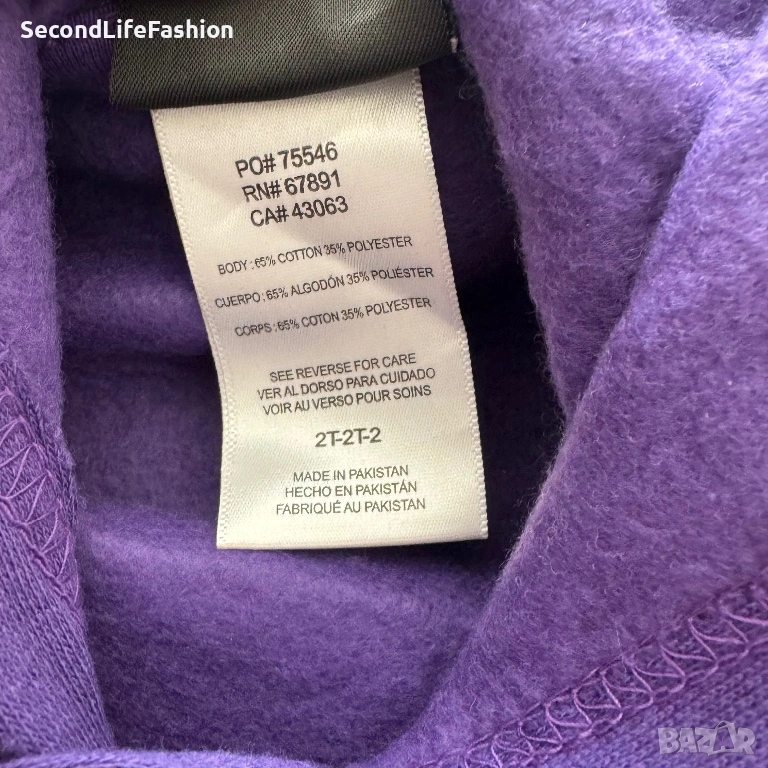 SecondLifeFashion
PO# 75546
RN# 67891
CA# 43063
BODY : 65% COTTON 35% POLYESTER
CUERPO : 65% ALGODÓN 35% POLIÉSTER
CORPS : 65% COTON 35% POLYESTER
SEE REVERSE FOR CARE
VER AL DORSO PARA CUIDADO
VOIR AU VERSO POUR SOINS
2T-2T-2
MADE IN PAKISTAN
HECHO EN PAKISTÁN
FABRIQUÉ AU PAKISTAN
BAZAR